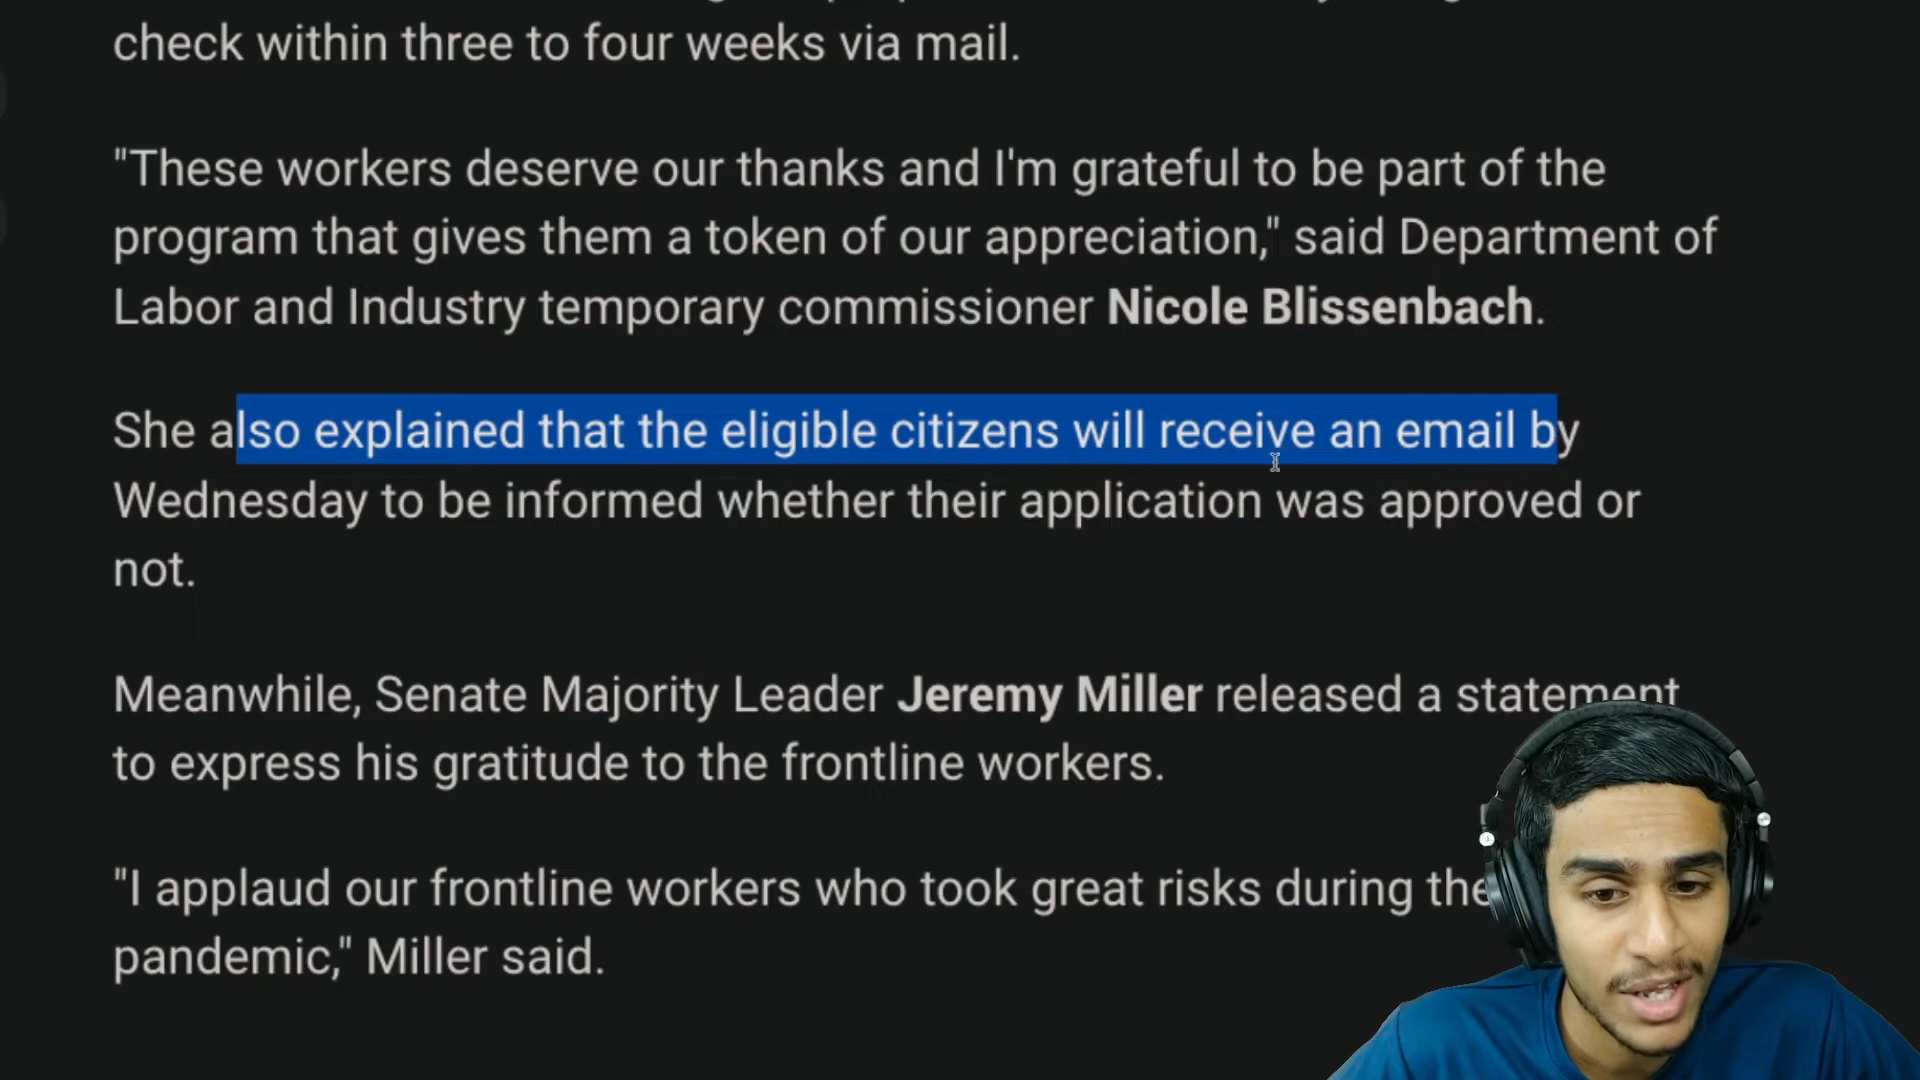 check within three to four weeks via mail.
"These workers deserve our thanks and I'm grateful to be part of the
program that gives them a token of our appreciation," said Department of
Labor and Industry temporary commissioner Nicole Blissenbach.
She also explained that the eligible citizens will receive an email by
Wednesday to be informed whether their application was approved or
not.
Meanwhile, Senate Majority Leader Jeremy Miller released a statement
to express his gratitude to the frontline workers.
"I applaud our frontline workers who took great risks during the
pandemic," Miller said.